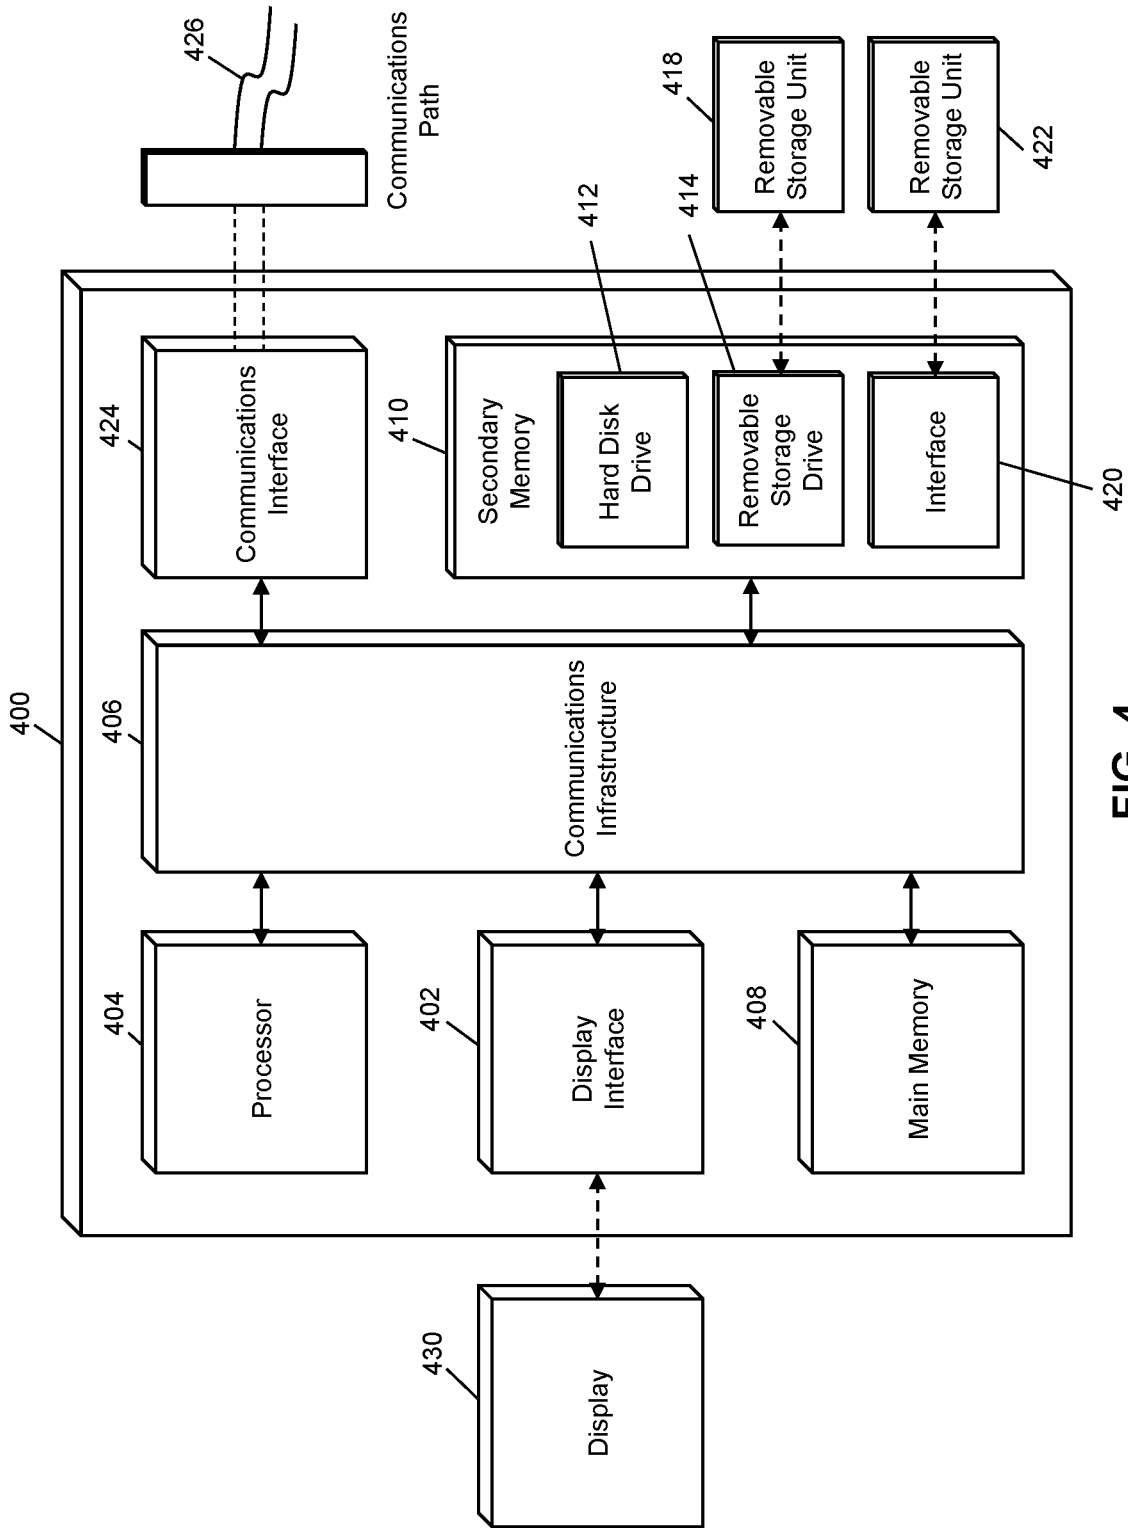 400
404
Processor
402
Display
Interface
408
Main Memory
430
Display
406
Communications
Infrastructure
424
Communications
Interface
426
Communications
Path
410
Secondary
Memory
412
Hard Disk
Drive
414
Removable
Storage
Drive
420
Interface
418
Removable
Storage Unit
422
Removable
Storage Unit
FIG. 4